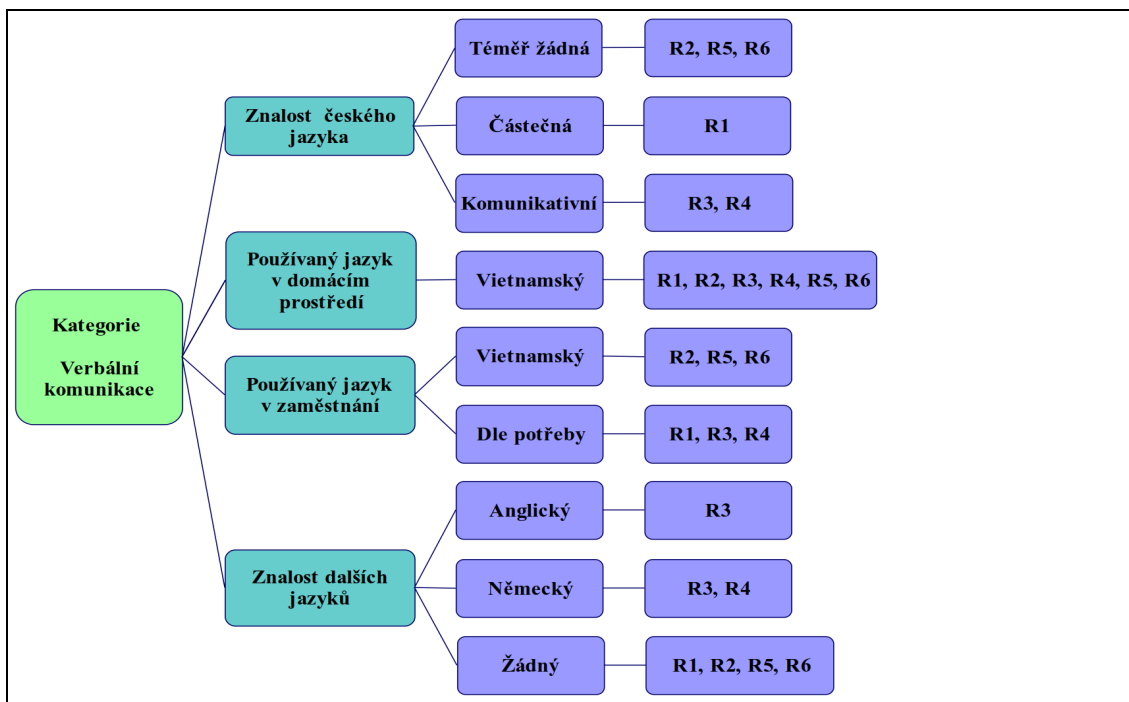 Kategorie
Verbální
komunikace
Znalost českého
jazyka
Téměř žádná
R2, R5, R6
Částečná
R1
Komunikativní
R3, R4
Používaný jazyk
v domácím
prostředí
Vietnamský
R1, R2, R3, R4, R5, R6
Používaný jazyk
v zaměstnání
Vietnamský
R2, R5, R6
Dle potřeby
R1, R3, R4
Znalost dalších
jazyků
Anglický
R3
Německý
R3, R4
Žádný
R1, R2, R5, R6